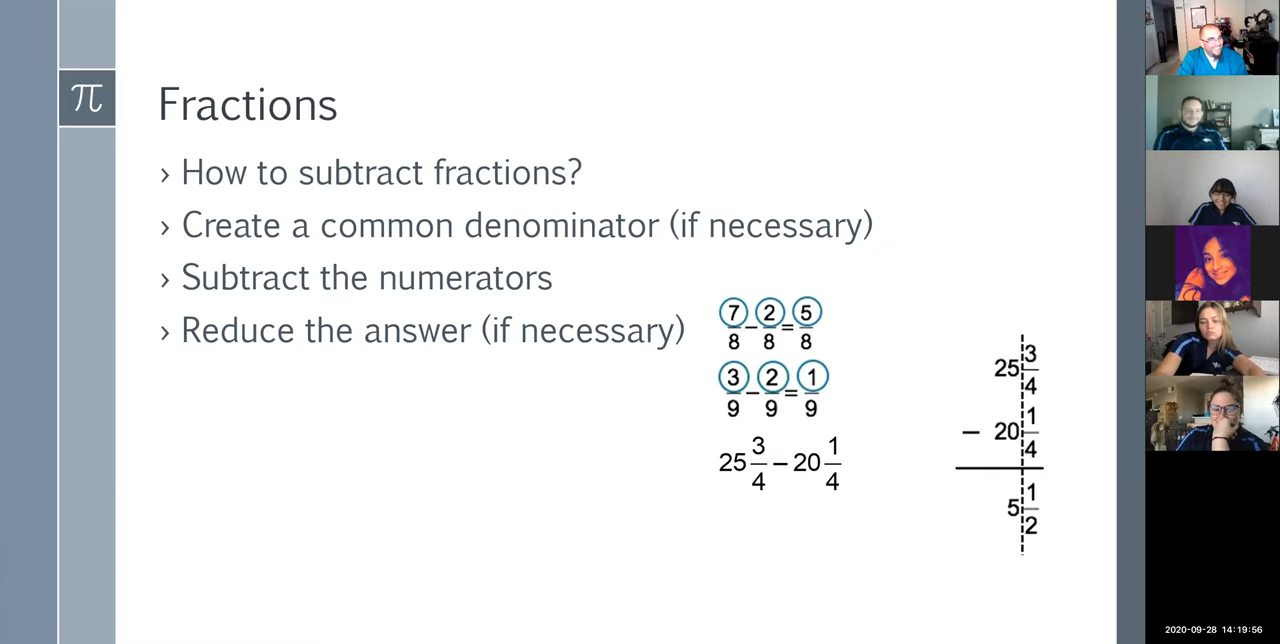 π
Fractions
› How to subtract fractions?
› Create a common denominator (if necessary)
› Subtract the numerators
› Reduce the answer (if necessary)
7/8 – 2/8 = 5/8
3/9 – 2/9 = 1/9
25 3/4 – 20 1/4
25 3/4
– 20 1/4
5 1/2
2020-09-28 14:19:56